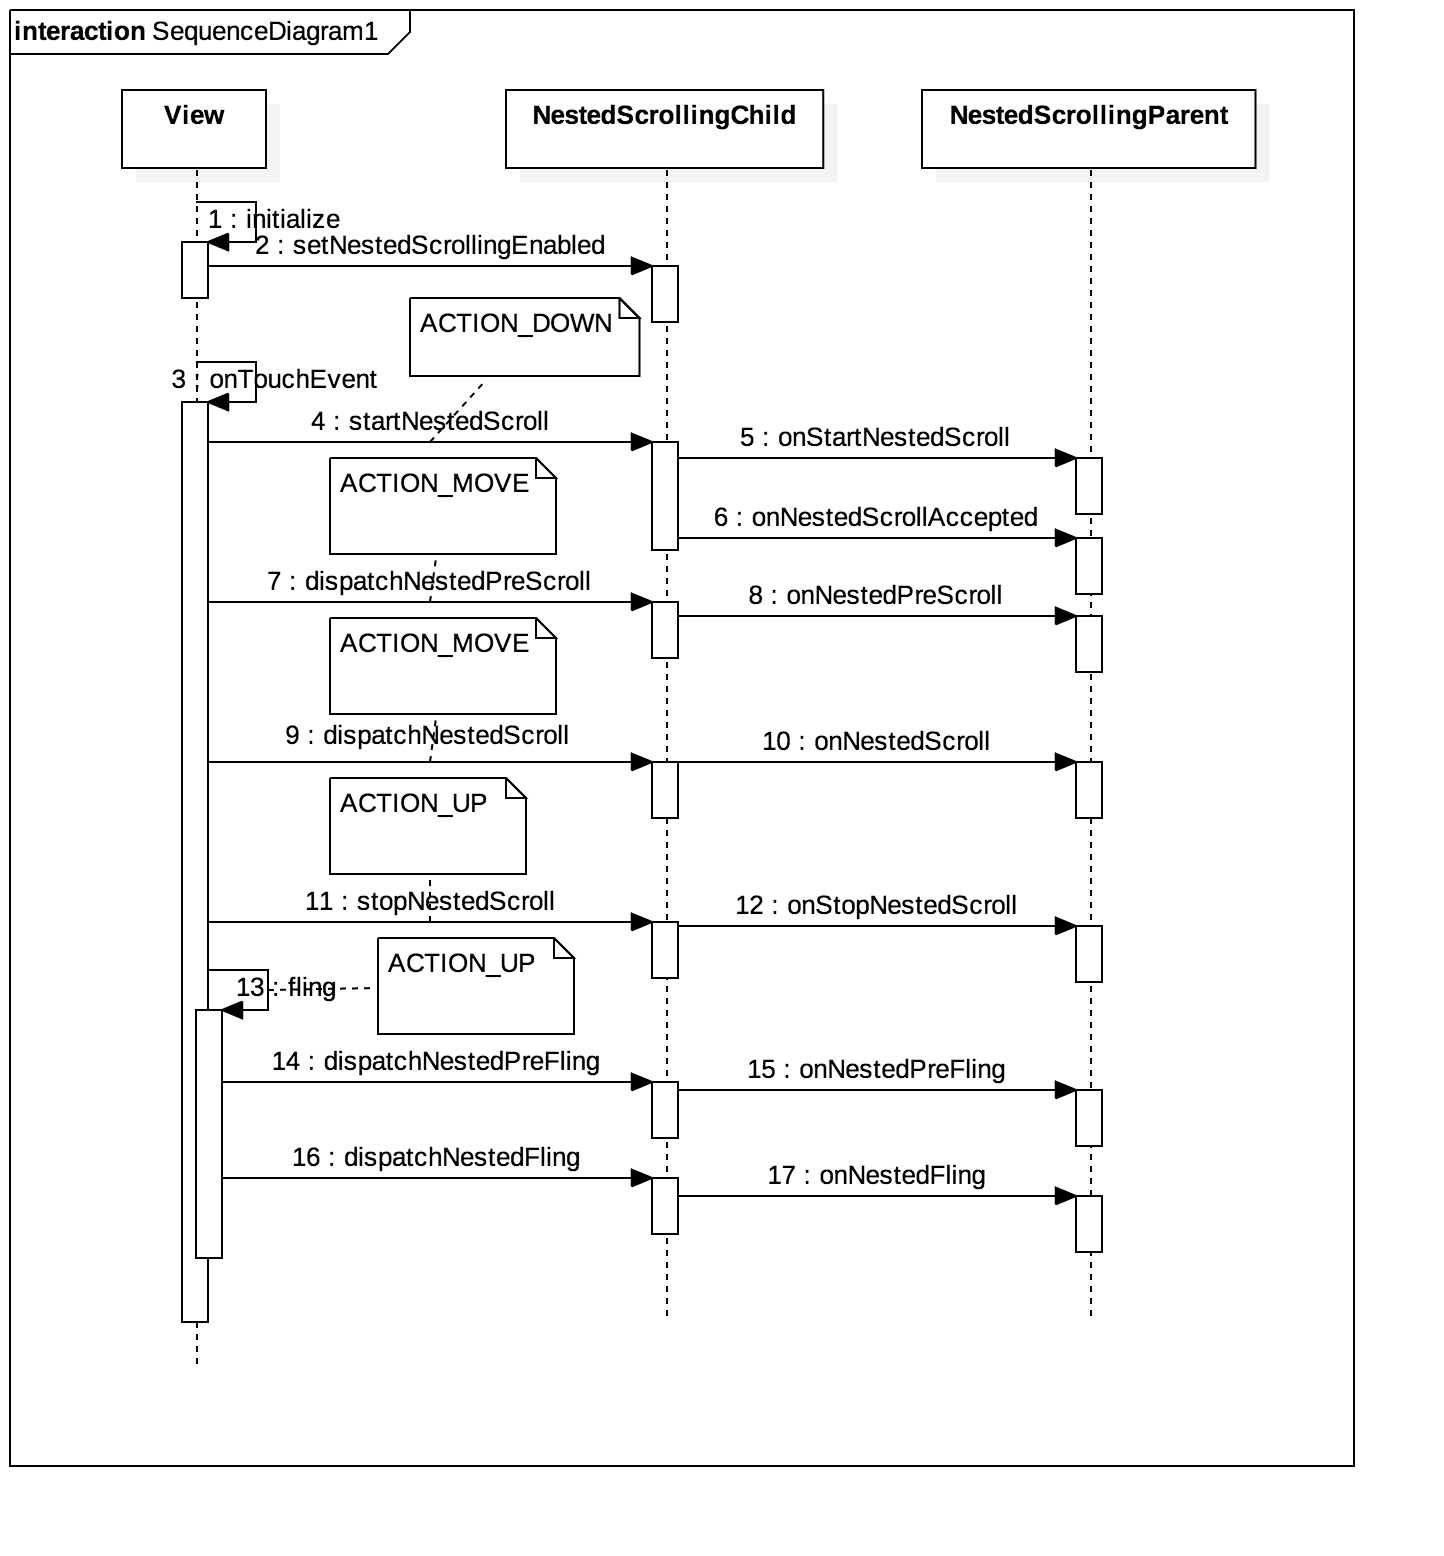 interaction SequenceDiagram1
View
NestedScrollingChild
NestedScrollingParent
1 : initialize
2 : setNestedScrollingEnabled
ACTION_DOWN
3 : onTouchEvent
4 : startNestedScroll
5 : onStartNestedScroll
ACTION_MOVE
6 : onNestedScrollAccepted
7 : dispatchNestedPreScroll
8 : onNestedPreScroll
ACTION_MOVE
9 : dispatchNestedScroll
10 : onNestedScroll
ACTION_UP
11 : stopNestedScroll
12 : onStopNestedScroll
ACTION_UP
13 : fling
14 : dispatchNestedPreFling
15 : onNestedPreFling
16 : dispatchNestedFling
17 : onNestedFling